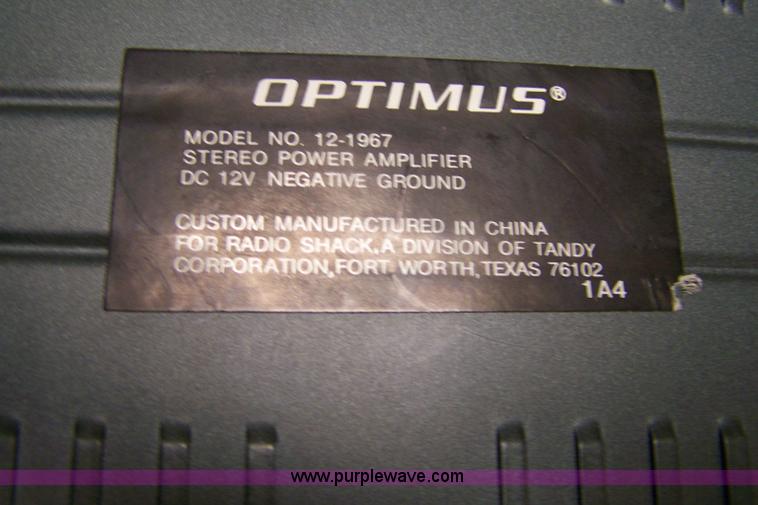 OPTIMUS®
MODEL NO. 12-1967
STEREO POWER AMPLIFIER
DC 12V NEGATIVE GROUND
CUSTOM MANUFACTURED IN CHINA
FOR RADIO SHACK, A DIVISION OF TANDY
CORPORATION, FORT WORTH, TEXAS 76102
1A4
www.purplewave.com